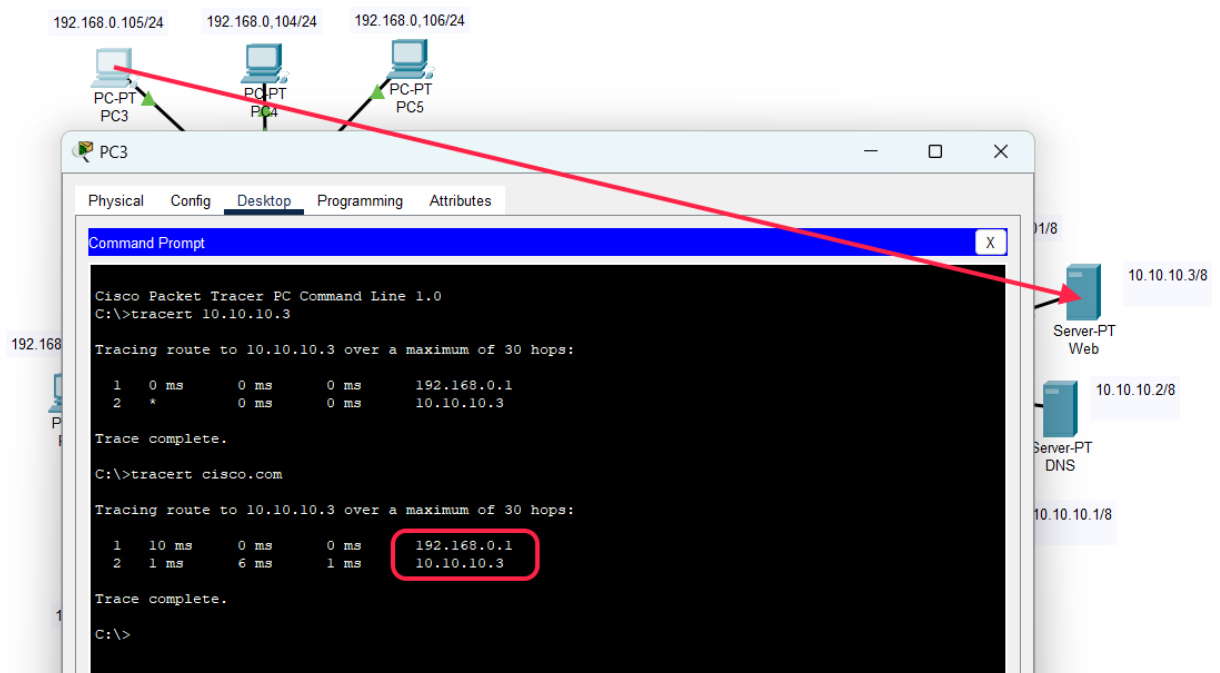 192.168.0.105/24
192.168.0,104/24
192.168.0,106/24
PC-PT
PC3
PC-PT
PC4
PC-PT
PC5
PC3
Physical Config Desktop Programming Attributes
Command Prompt
X
Cisco Packet Tracer PC Command Line 1.0
C:\>tracert 10.10.10.3
Tracing route to 10.10.10.3 over a maximum of 30 hops:
1 0 ms 0 ms 0 ms 192.168.0.1
2 * 0 ms 0 ms 10.10.10.3
Trace complete.
C:\>tracert cisco.com
Tracing route to 10.10.10.3 over a maximum of 30 hops:
1 10 ms 0 ms 0 ms 192.168.0.1
2 1 ms 6 ms 1 ms 10.10.10.3
Trace complete.
C:\>
192.168
01/8
10.10.10.3/8
Server-PT
Web
10.10.10.2/8
Server-PT
DNS
10.10.10.1/8